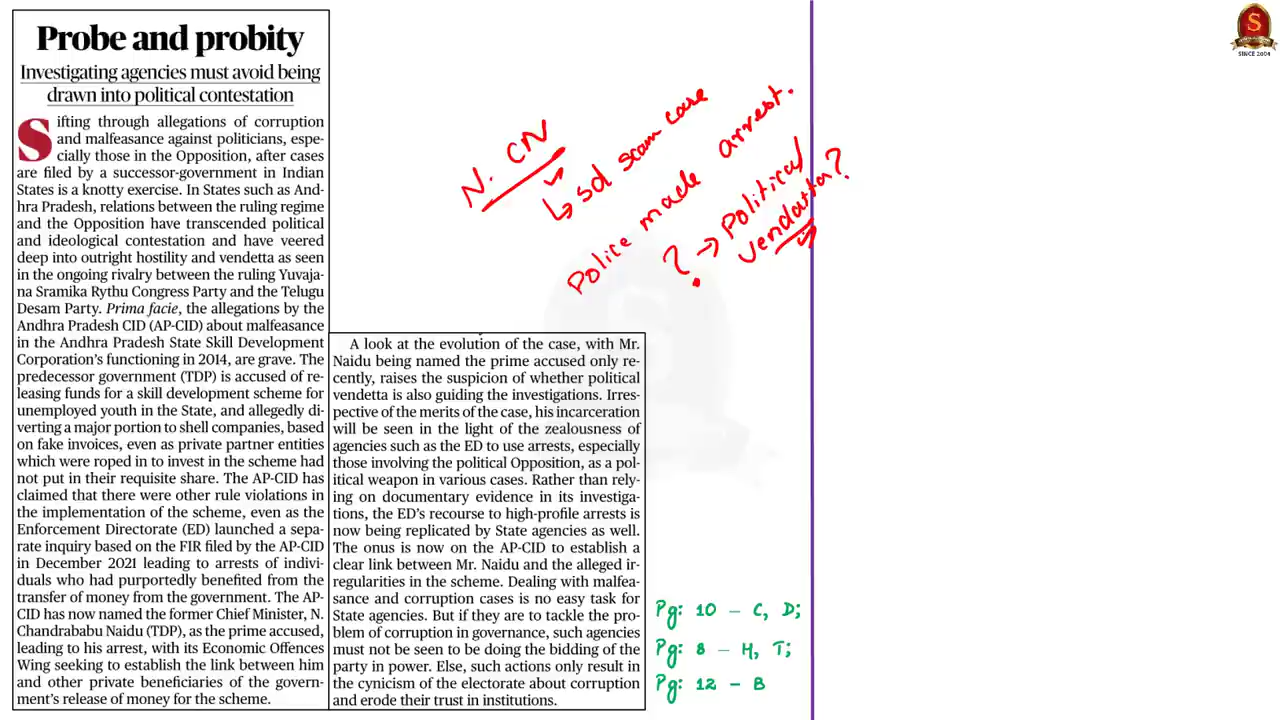 Probe and probity
Investigating agencies must avoid being
drawn into political contestation
Sifting through allegations of corruption
and malfeasance against politicians, espe-
cially those in the Opposition, after cases
are filed by a successor-government in Indian
States is a knotty exercise. In States such as And-
hra Pradesh, relations between the ruling regime
and the Opposition have transcended political
and ideological contestation and have veered
deep into outright hostility and vendetta as seen
in the ongoing rivalry between the ruling Yuvaja-
na Sramika Rythu Congress Party and the Telugu
Desam Party. Prima facie, the allegations by the
Andhra Pradesh CID (AP-CID) about malfeasance
in the Andhra Pradesh State Skill Development
Corporation's functioning in 2014, are grave. The
predecessor government (TDP) is accused of re-
leasing funds for a skill development scheme for
unemployed youth in the State, and allegedly di-
verting a major portion to shell companies, based
on fake invoices, even as private partner entities
which were roped in to invest in the scheme had
not put in their requisite share. The AP-CID has
claimed that there were other rule violations in
the implementation of the scheme, even as the
Enforcement Directorate (ED) launched a sepa-
rate inquiry based on the FIR filed by the AP-CID
in December 2021 leading to arrests of indivi-
duals who had purportedly benefited from the
transfer of money from the government. The AP-
CID has now named the former Chief Minister, N.
Chandrababu Naidu (TDP), as the prime accused,
leading to his arrest, with its Economic Offences
Wing seeking to establish the link between him
and other private beneficiaries of the govern-
ment's release of money for the scheme.
A look at the evolution of the case, with Mr.
Naidu being named the prime accused only re-
cently, raises the suspicion of whether political
vendetta is also guiding the investigations. Irres-
pective of the merits of the case, his incarceration
will be seen in the light of the zealousness of
agencies such as the ED to use arrests, especially
those involving the political Opposition, as a pol-
itical weapon in various cases. Rather than rely-
ing on documentary evidence in its investiga-
tions, the ED's recourse to high-profile arrests is
now being replicated by State agencies as well.
The onus is now on the AP-CID to establish a
clear link between Mr. Naidu and the alleged ir-
regularities in the scheme. Dealing with malfea-
sance and corruption cases is no easy task for
State agencies. But if they are to tackle the pro-
blem of corruption in governance, such agencies
must not be seen to be doing the bidding of the
party in power. Else, such actions only result in
the cynicism of the electorate about corruption
and erode their trust in institutions.
N. CN
↳ sd scam case
Police made arrest.
? → Political
vendatta?
Pg: 10 – C, D;
Pg: 8 – H, T;
Pg: 12 – B
S
SINCE 2004